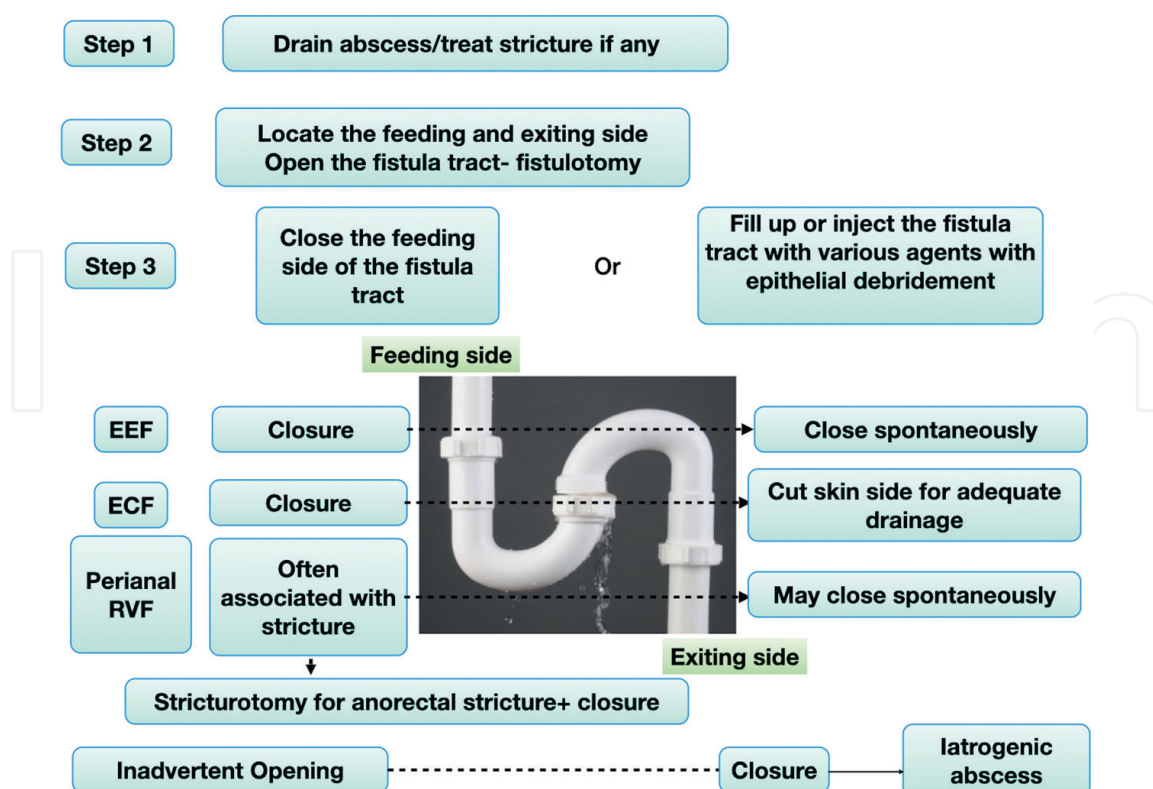 Step 1
Drain abscess/treat stricture if any
Step 2
Locate the feeding and exiting side
Open the fistula tract- fistulotomy
Step 3
Close the feeding
side of the fistula
tract
Or
Fill up or inject the fistula
tract with various agents with
epithelial debridement
Feeding side
EEF
Closure
Close spontaneously
ECF
Closure
Cut skin side for adequate
drainage
Perianal
RVF
Often
associated with
stricture
May close spontaneously
Exiting side
Stricturotomy for anorectal stricture+ closure
Inadvertent Opening
Closure
Iatrogenic
abscess